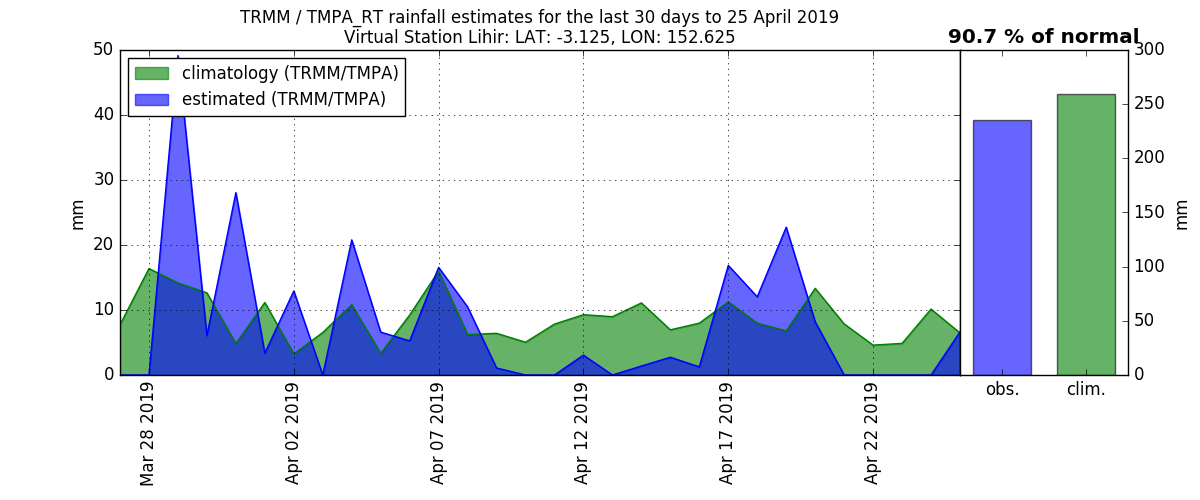 TRMM / TMPA_RT rainfall estimates for the last 30 days to 25 April 2019
Virtual Station Lihir: LAT: -3.125, LON: 152.625
90.7 % of normal
climatology (TRMM/TMPA)
estimated (TRMM/TMPA)
50
40
30
20
10
0
mm
Mar 28 2019
Apr 02 2019
Apr 07 2019
Apr 12 2019
Apr 17 2019
Apr 22 2019
300
250
200
150
100
50
0
mm
obs.
clim.